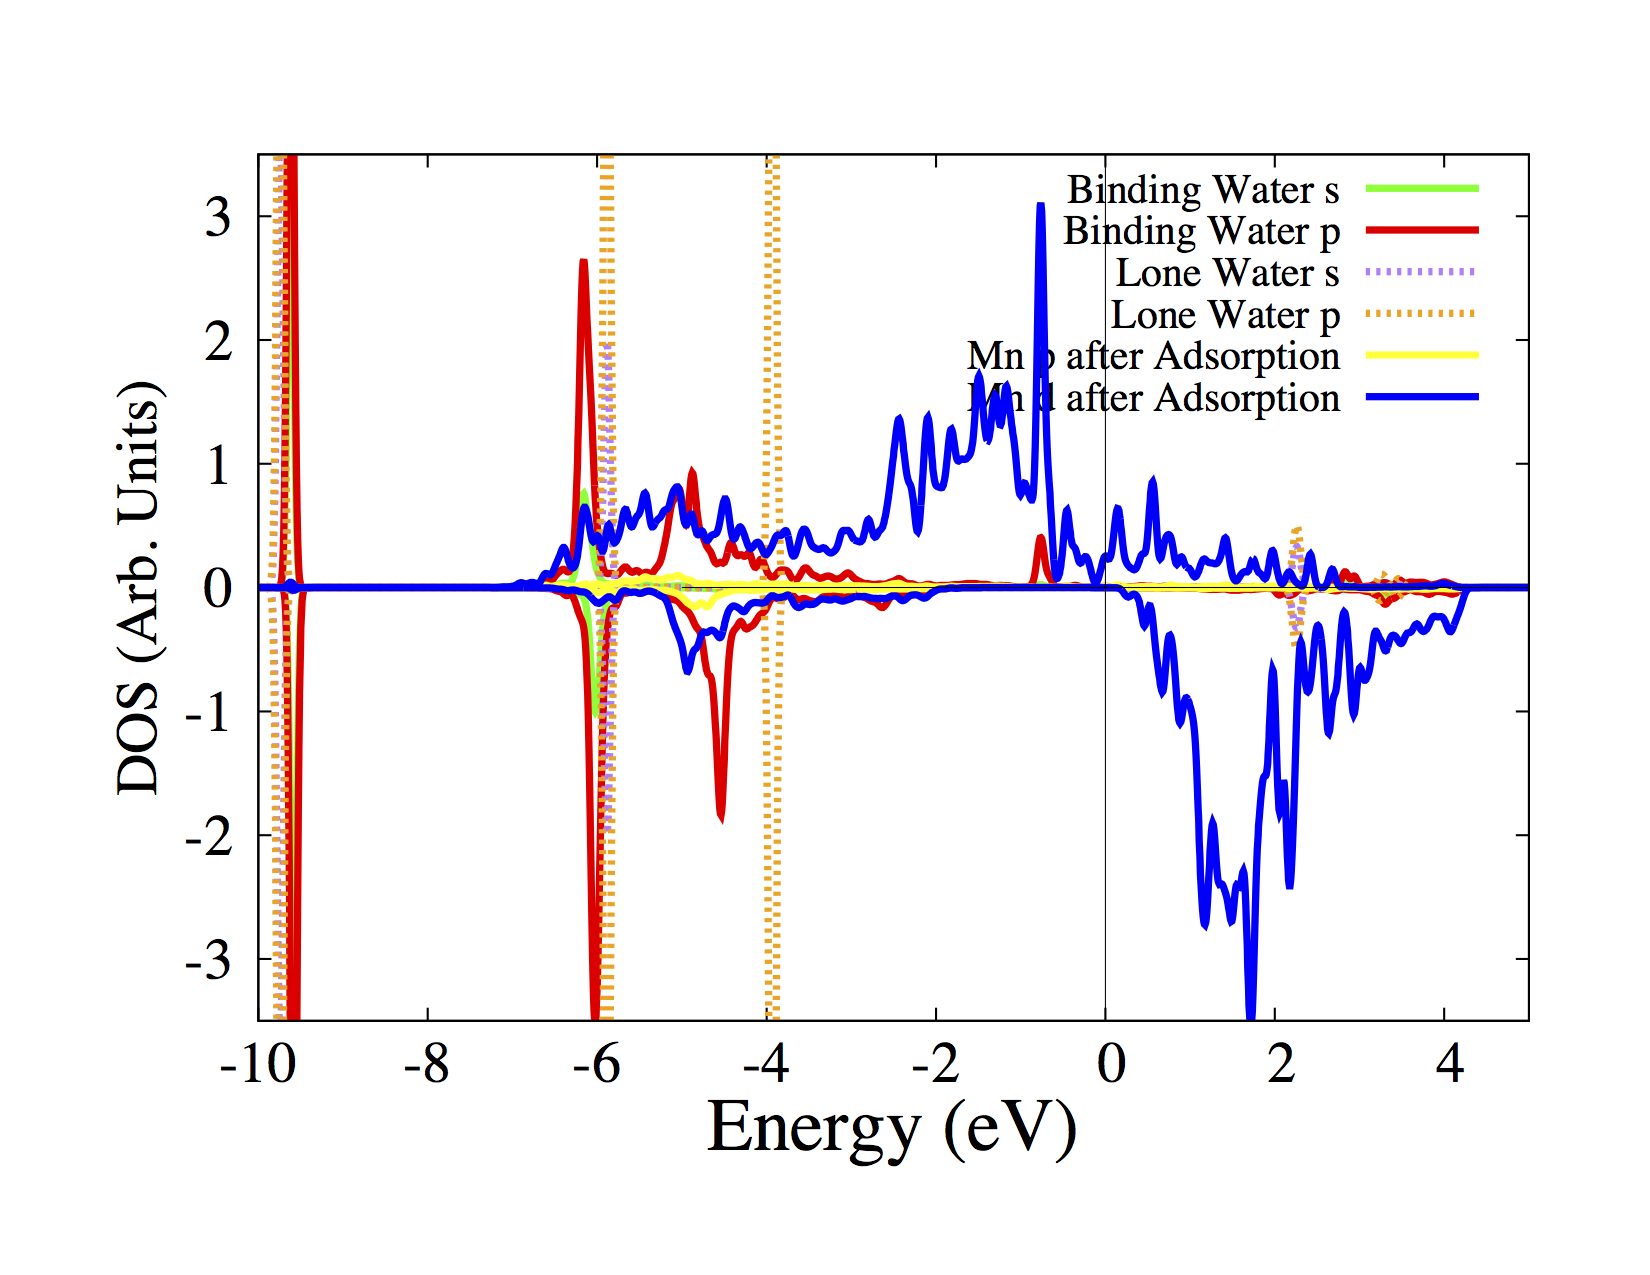 Binding Water s
Binding Water p
Lone Water s
Lone Water p
Mn p after Adsorption
Mn d after Adsorption
3
2
1
0
-1
-2
-3
DOS (Arb. Units)
-10 -8 -6 -4 -2 0 2 4
Energy (eV)